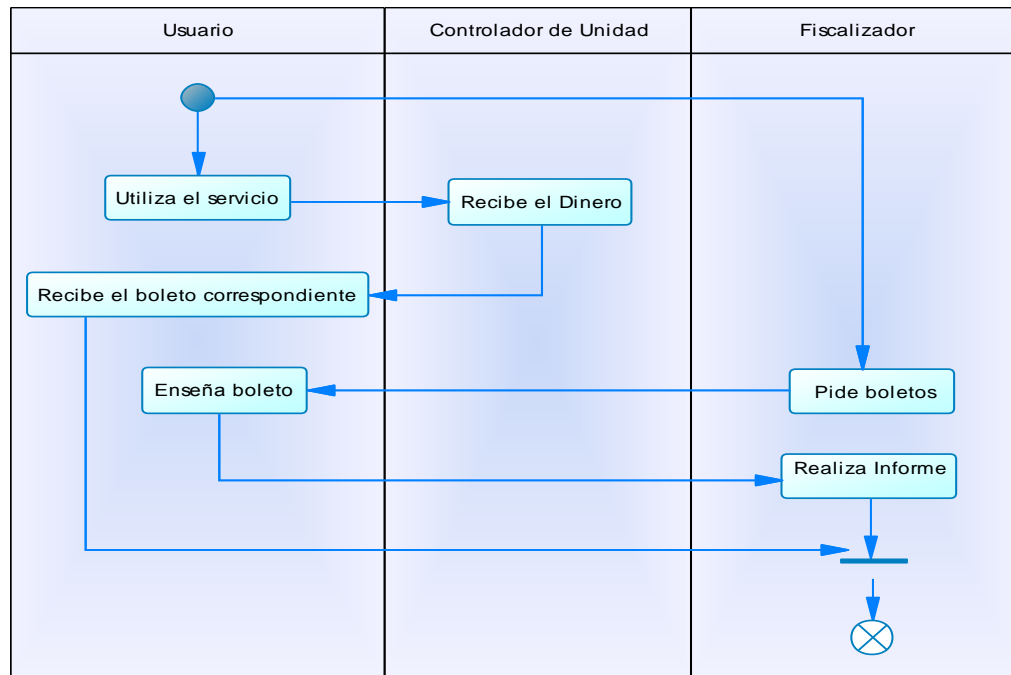 Usuario
Controlador de Unidad
Fiscalizador
Utiliza el servicio
Recibe el Dinero
Recibe el boleto correspondiente
Enseña boleto
Pide boletos
Realiza Informe